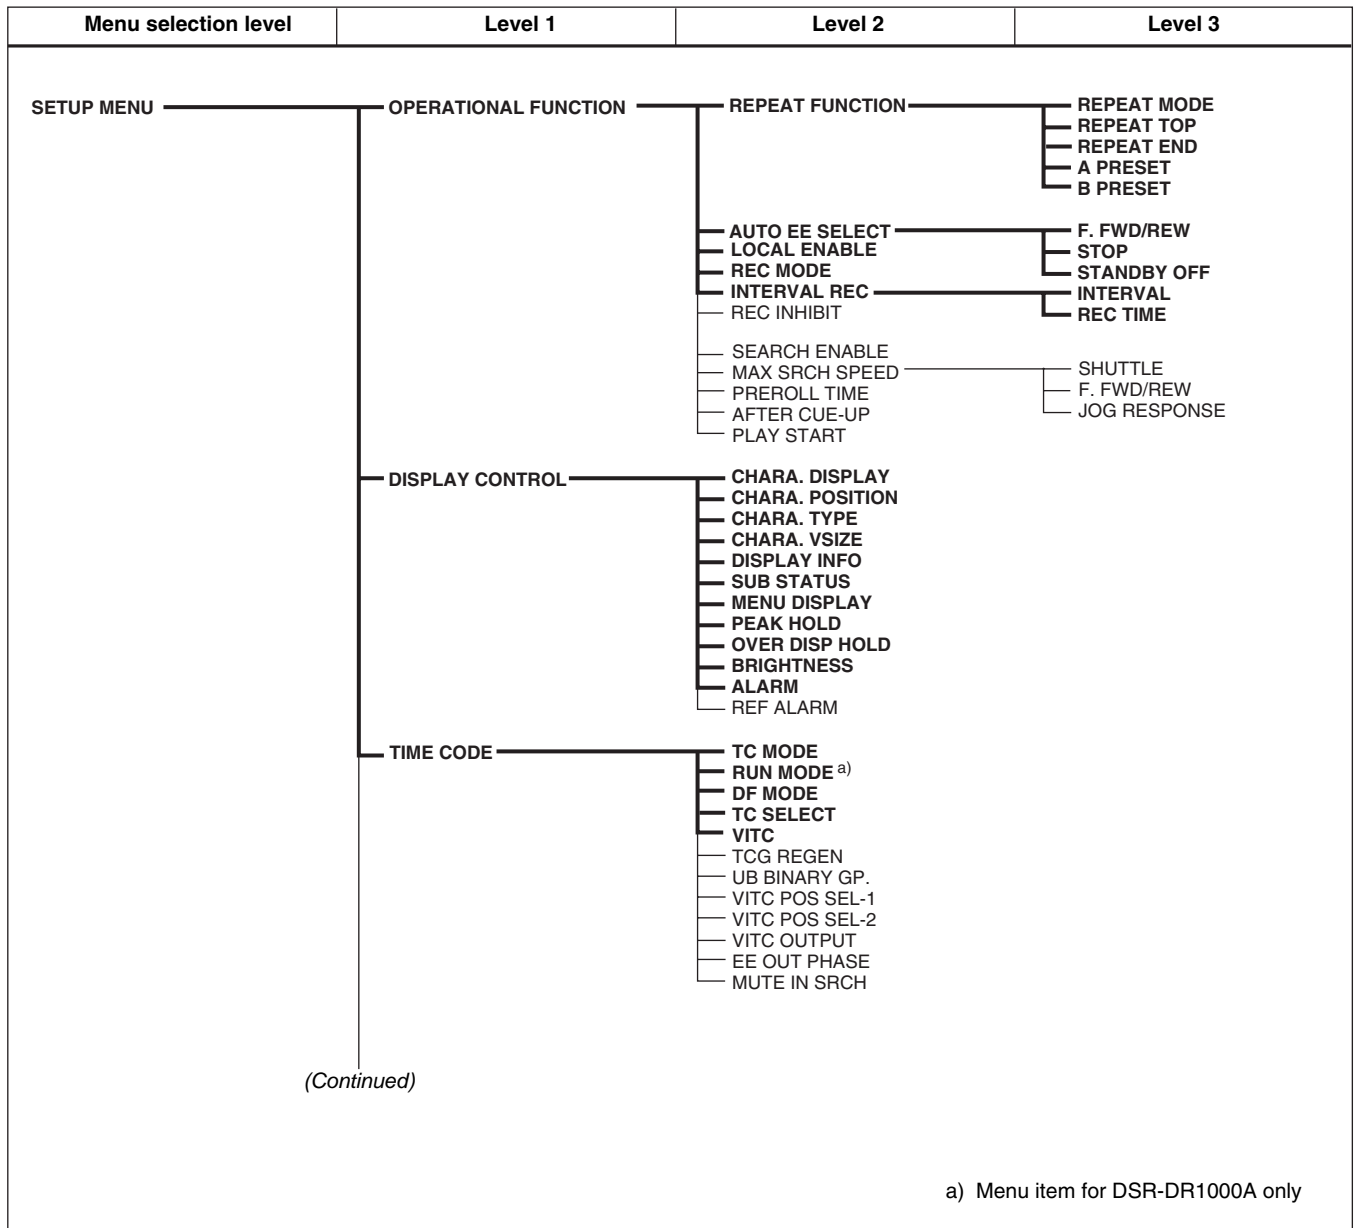 Menu selection level Level 1 Level 2 Level 3
SETUP MENU OPERATIONAL FUNCTION REPEAT FUNCTION REPEAT MODE
REPEAT TOP
REPEAT END
A PRESET
B PRESET
AUTO EE SELECT F. FWD/REW
LOCAL ENABLE STOP
REC MODE STANDBY OFF
INTERVAL REC INTERVAL
REC INHIBIT REC TIME
SEARCH ENABLE
MAX SRCH SPEED SHUTTLE
PREROLL TIME F. FWD/REW
AFTER CUE-UP JOG RESPONSE
PLAY START
DISPLAY CONTROL CHARA. DISPLAY
CHARA. POSITION
CHARA. TYPE
CHARA. VSIZE
DISPLAY INFO
SUB STATUS
MENU DISPLAY
PEAK HOLD
OVER DISP HOLD
BRIGHTNESS
ALARM
REF ALARM
TIME CODE TC MODE
RUN MODE a)
DF MODE
TC SELECT
VITC
TCG REGEN
UB BINARY GP.
VITC POS SEL-1
VITC POS SEL-2
VITC OUTPUT
EE OUT PHASE
MUTE IN SRCH
(Continued)
a) Menu item for DSR-DR1000A only